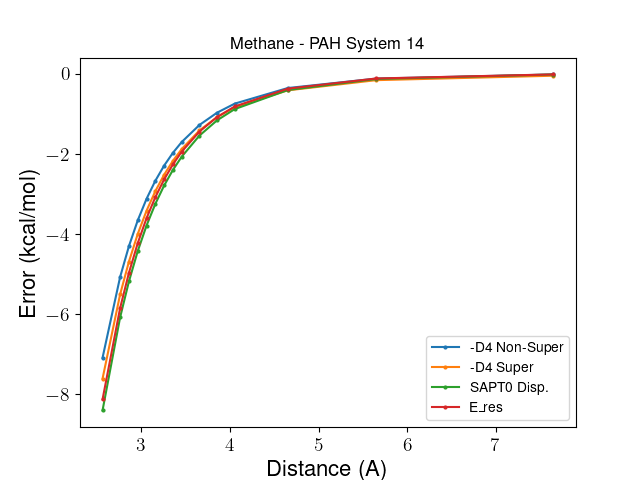 Methane - PAH System 14
Error (kcal/mol)
0
−2
−4
−6
−8
3
4
5
6
7
Distance (A)
-D4 Non-Super
-D4 Super
SAPT0 Disp.
E_res